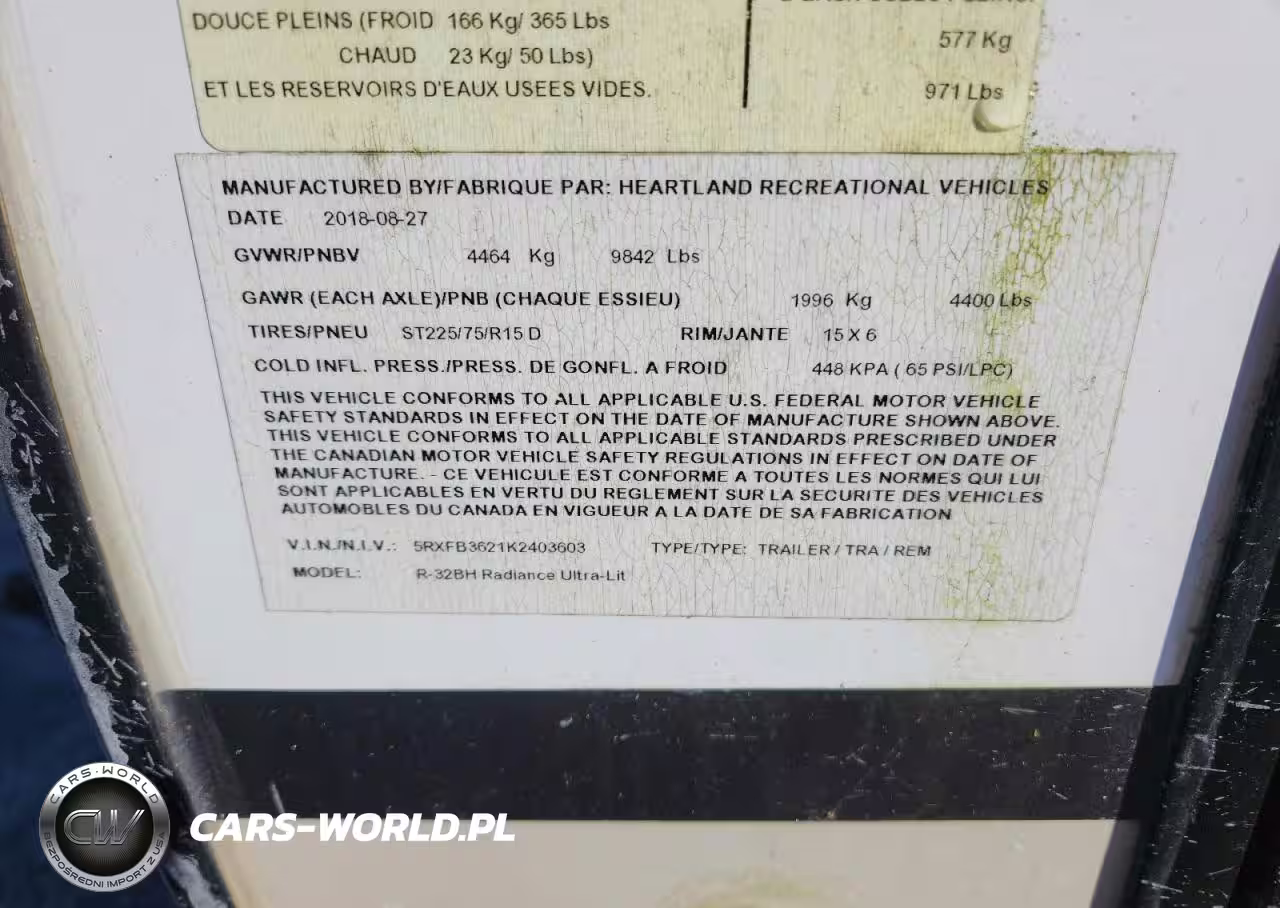 DOUCE PLEINS (FROID 166 Kg/ 365 Lbs
CHAUD 23 Kg/ 50 Lbs)
ET LES RESERVOIRS D'EAUX USEES VIDES.
577 Kg
971 Lbs
MANUFACTURED BY/FABRIQUE PAR: HEARTLAND RECREATIONAL VEHICLES
DATE 2018-08-27
GVWR/PNBV 4464 Kg 9842 Lbs
GAWR (EACH AXLE)/PNB (CHAQUE ESSIEU) 1996 Kg 4400 Lbs
TIRES/PNEU ST225/75/R15 D RIM/JANTE 15 X 6
COLD INFL. PRESS./PRESS. DE GONFL. A FROID 448 KPA ( 65 PSI/LPC)
THIS VEHICLE CONFORMS TO ALL APPLICABLE U.S. FEDERAL MOTOR VEHICLE
SAFETY STANDARDS IN EFFECT ON THE DATE OF MANUFACTURE SHOWN ABOVE.
THIS VEHICLE CONFORMS TO ALL APPLICABLE STANDARDS PRESCRIBED UNDER
THE CANADIAN MOTOR VEHICLE SAFETY REGULATIONS IN EFFECT ON DATE OF
MANUFACTURE. - CE VEHICULE EST CONFORME A TOUTES LES NORMES QUI LUI
SONT APPLICABLES EN VERTU DU REGLEMENT SUR LA SECURITE DES VEHICLES
AUTOMOBLES DU CANADA EN VIGUEUR A LA DATE DE SA FABRICATION
V.I.N./N.I.V.: 5RXFB3621K2403603 TYPE/TYPE: TRAILER / TRA / REM
MODEL: R-32BH Radiance Ultra-Lit
CARS-WORLD
CW
BEZPOŚREDNI IMPORT Z USA
CARS-WORLD.PL